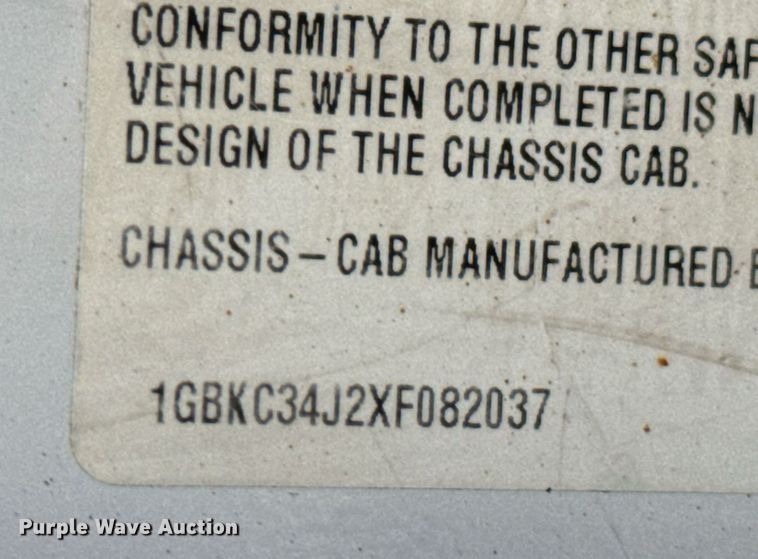 CONFORMITY TO THE OTHER SAF
VEHICLE WHEN COMPLETED IS N
DESIGN OF THE CHASSIS CAB.
CHASSIS–CAB MANUFACTURED B
1GBKC34J2XF082037
Purple Wave Auction